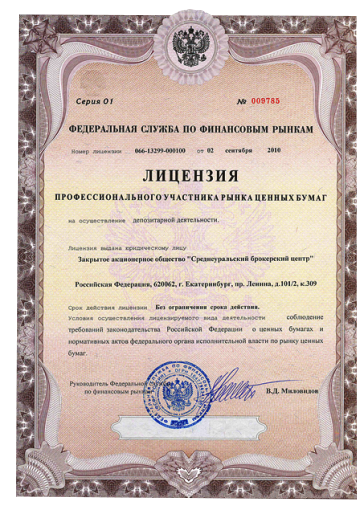 Серия 01 № 009785
ФЕДЕРАЛЬНАЯ СЛУЖБА ПО ФИНАНСОВЫМ РЫНКАМ
Номер лицензии 066-13299-000100 от 02 сентября 2010
ЛИЦЕНЗИЯ
ПРОФЕССИОНАЛЬНОГО УЧАСТНИКА РЫНКА ЦЕННЫХ БУМАГ
на осуществление депозитарной деятельности.
Лицензия выдана юридическому лицу
Закрытое акционерное общество "Среднеуральский брокерский центр"
Российская Федерация, 620062, г. Екатеринбург, пр. Ленина, д.101/2, к.309
Срок действия лицензии Без ограничения срока действия.
Условия осуществления лицензируемого вида деятельности соблюдение
требований законодательства Российской Федерации о ценных бумагах и
нормативных актов федерального органа исполнительной власти по рынку ценных
бумаг.
Руководитель Федеральной
по финансовым В.Д. Миловидов